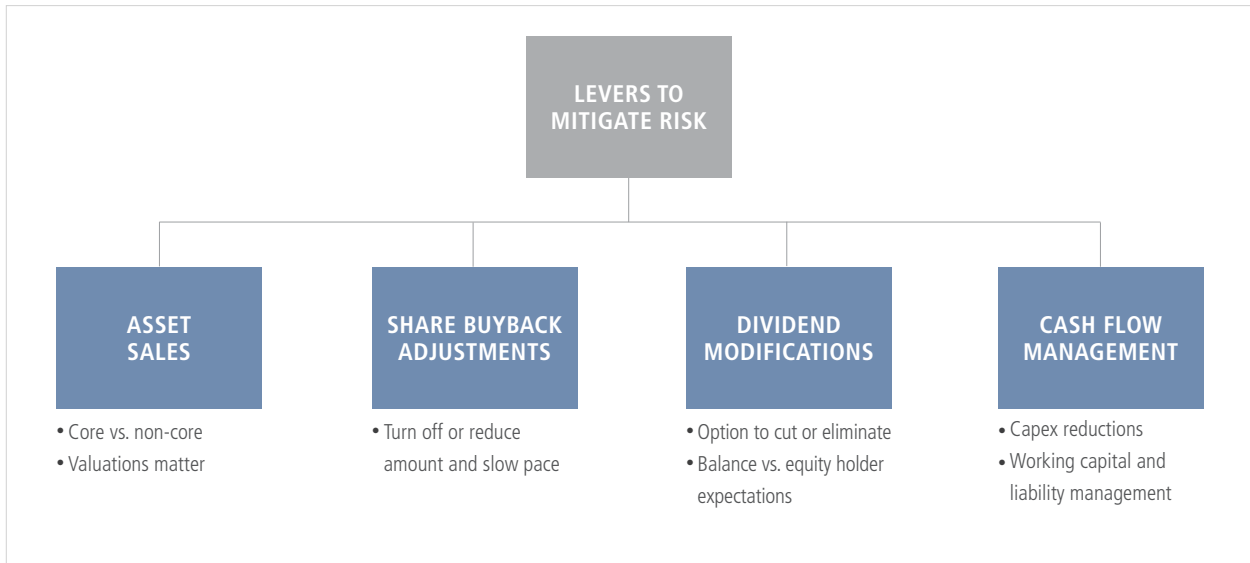 LEVERS TO
MITIGATE RISK
ASSET
SALES
• Core vs. non-core
• Valuations matter
SHARE BUYBACK
ADJUSTMENTS
• Turn off or reduce
amount and slow pace
DIVIDEND
MODIFICATIONS
• Option to cut or eliminate
• Balance vs. equity holder
expectations
CASH FLOW
MANAGEMENT
• Capex reductions
• Working capital and
liability management